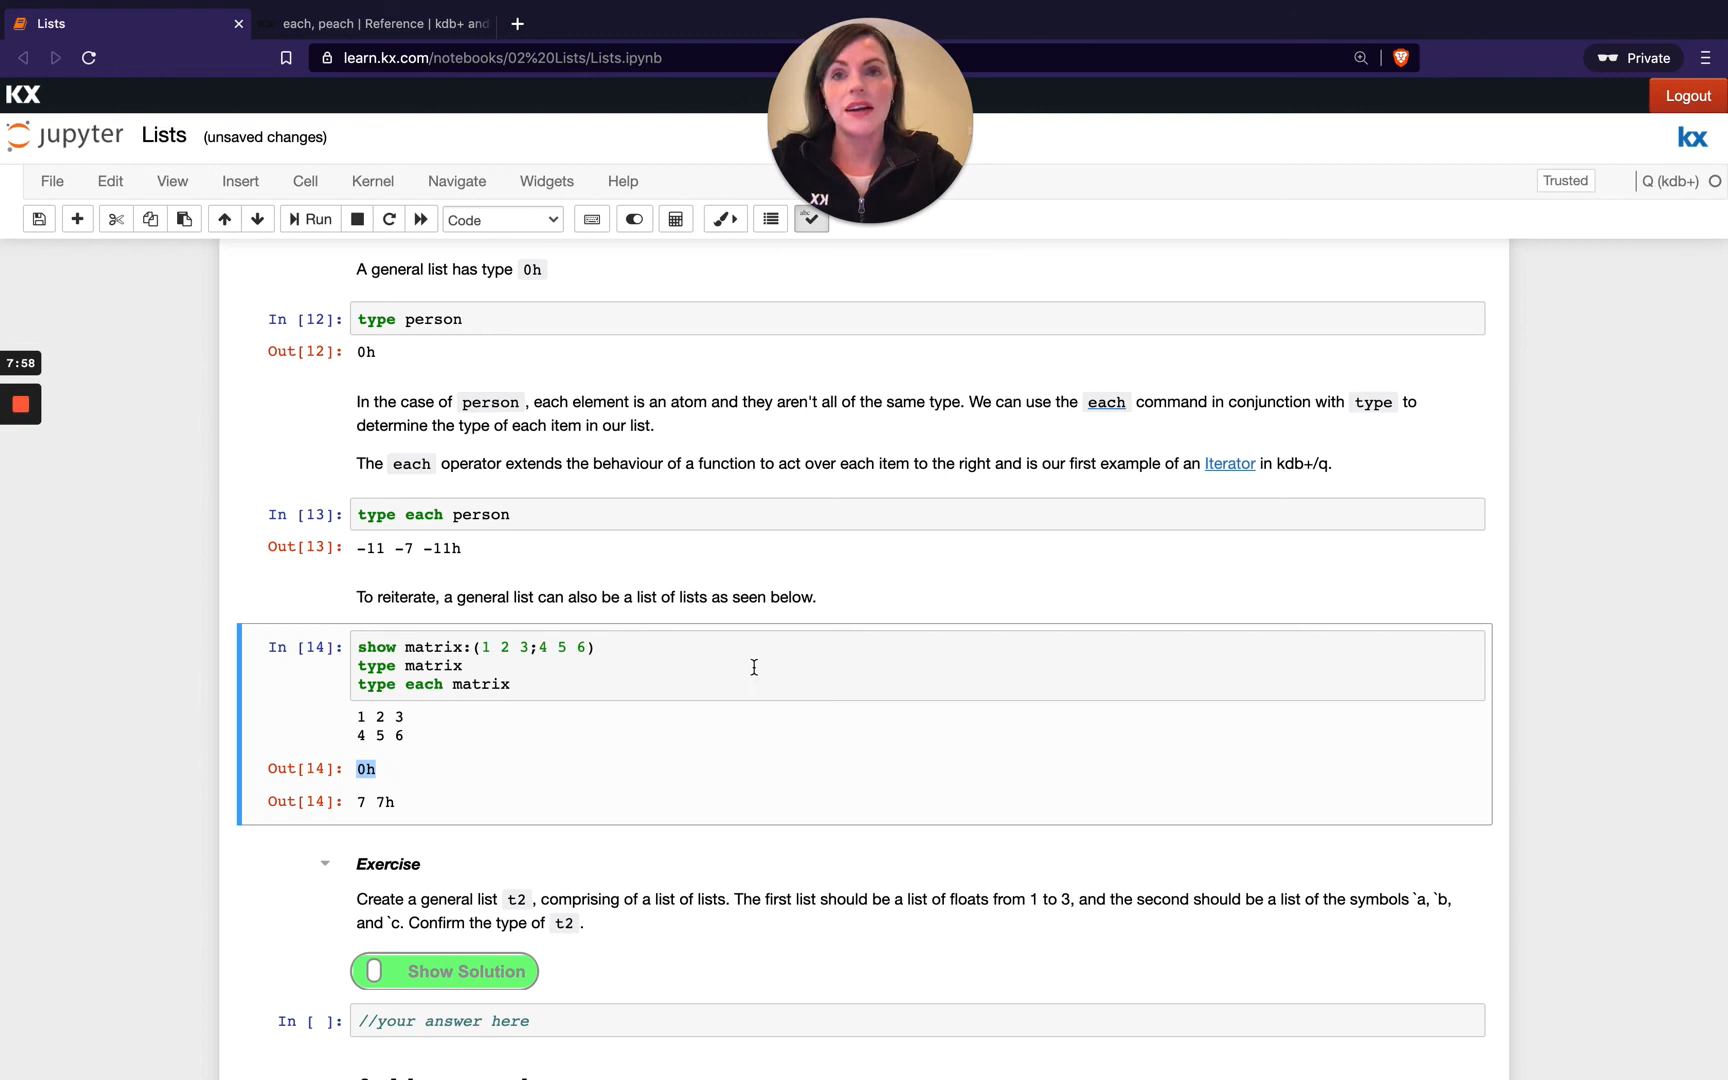 Lists
each, peach | Reference | kdb+ and
learn.kx.com/notebooks/02%20Lists/Lists.ipynb
Private
KX
Logout
jupyter Lists (unsaved changes)
kx
File Edit View Insert Cell Kernel Navigate Widgets Help
Trusted Q (kdb+)
Run Code
KX
A general list has type 0h
In [12]: type person
Out[12]: 0h
7:58
In the case of person , each element is an atom and they aren't all of the same type. We can use the each command in conjunction with type to
determine the type of each item in our list.
The each operator extends the behaviour of a function to act over each item to the right and is our first example of an Iterator in kdb+/q.
In [13]: type each person
Out[13]: -11 -7 -11h
To reiterate, a general list can also be a list of lists as seen below.
In [14]: show matrix:(1 2 3;4 5 6)
type matrix
type each matrix
1 2 3
4 5 6
Out[14]: 0h
Out[14]: 7 7h
Exercise
Create a general list t2 , comprising of a list of lists. The first list should be a list of floats from 1 to 3, and the second should be a list of the symbols `a, `b,
and `c. Confirm the type of t2 .
Show Solution
In [ ]: //your answer here